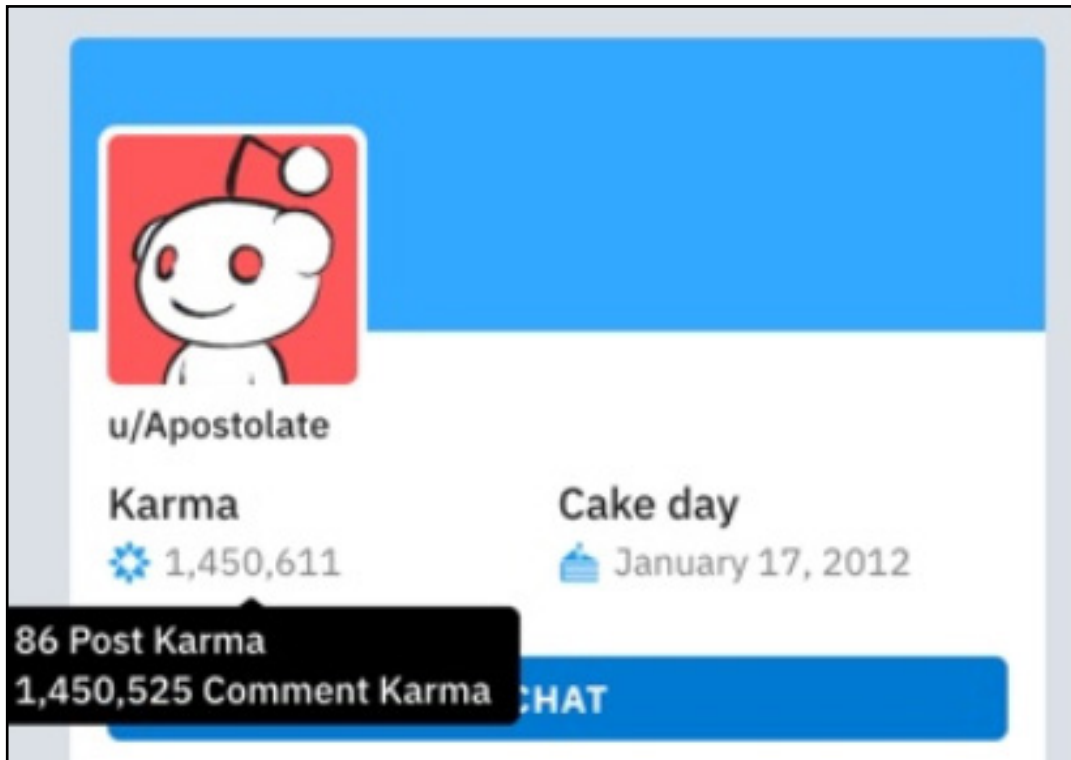 u/Apostolate
Karma
Cake day
1,450,611
January 17, 2012
86 Post Karma
1,450,525 Comment Karma
CHAT